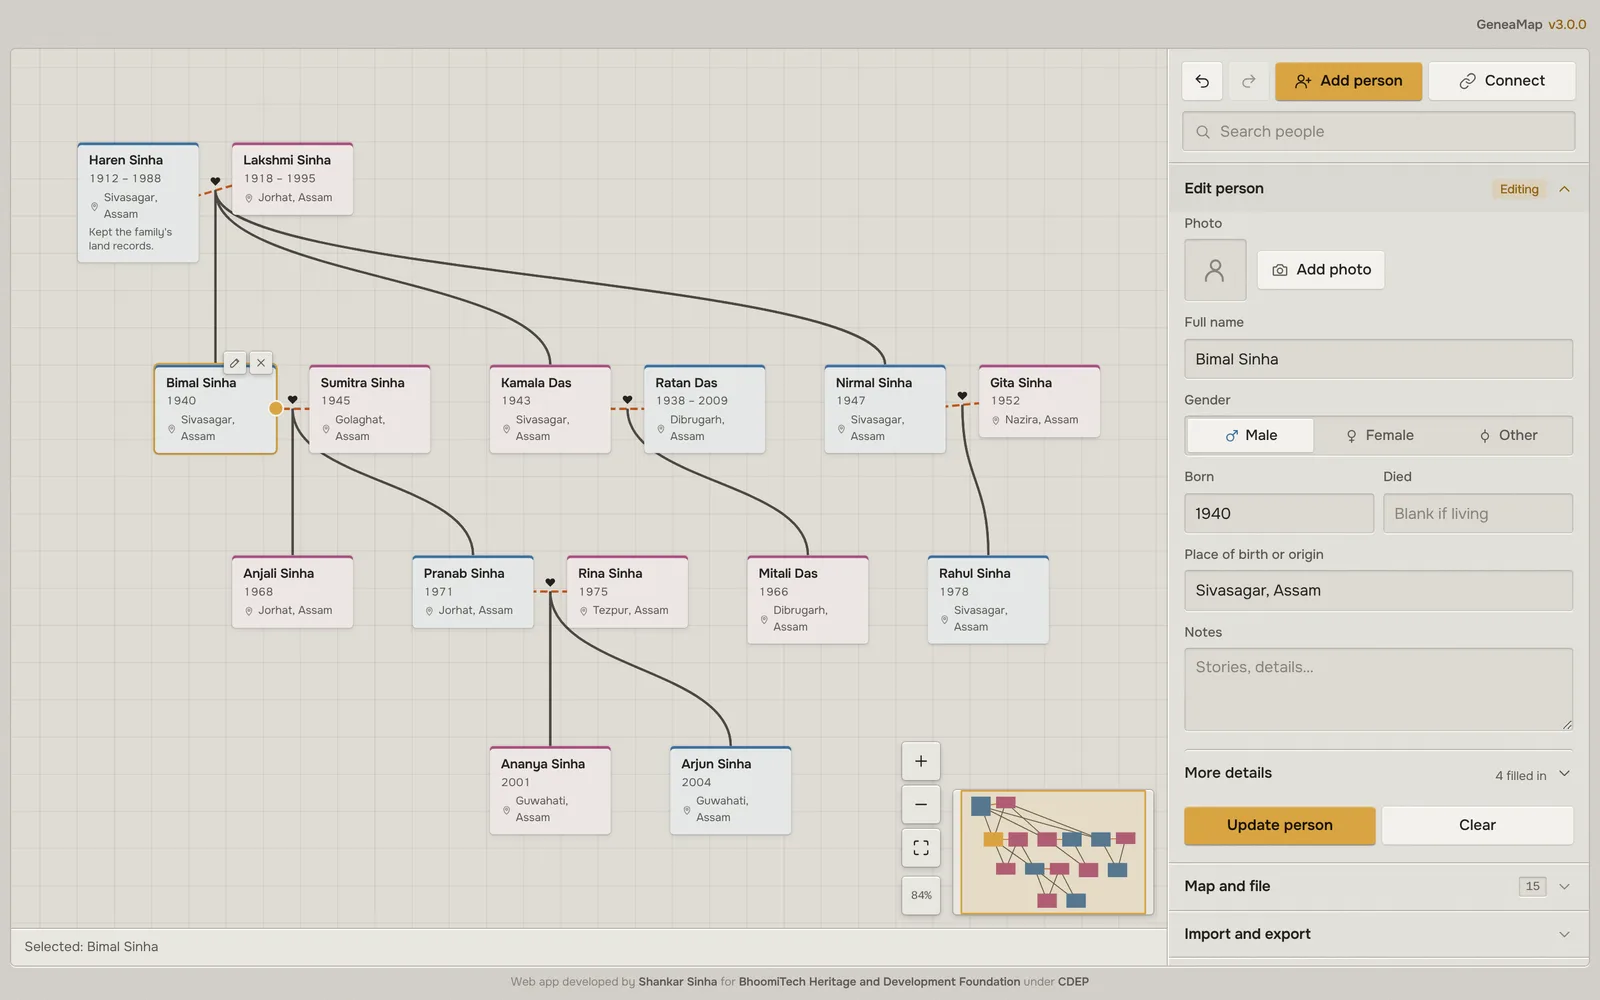 GeneaMap v3.0.0
Add person
Connect
Search people
Haren Sinha
1912 – 1988
Sivasagar,
Assam
Kept the family's
land records.
Lakshmi Sinha
1918 – 1995
Jorhat, Assam
Bimal Sinha
1940
Sivasagar,
Assam
Sumitra Sinha
1945
Golaghat,
Assam
Kamala Das
1943
Sivasagar,
Assam
Ratan Das
1938 – 2009
Dibrugarh,
Assam
Nirmal Sinha
1947
Sivasagar,
Assam
Gita Sinha
1952
Nazira, Assam
Anjali Sinha
1968
Jorhat, Assam
Pranab Sinha
1971
Jorhat, Assam
Rina Sinha
1975
Tezpur, Assam
Mitali Das
1966
Dibrugarh,
Assam
Rahul Sinha
1978
Sivasagar,
Assam
Ananya Sinha
2001
Guwahati,
Assam
Arjun Sinha
2004
Guwahati,
Assam
84%
Selected: Bimal Sinha
Edit person
Editing
Photo
Add photo
Full name
Bimal Sinha
Gender
Male
Female
Other
Born
Died
1940
Blank if living
Place of birth or origin
Sivasagar, Assam
Notes
Stories, details...
More details
4 filled in
Update person
Clear
Map and file
15
Import and export
Web app developed by Shankar Sinha for BhoomiTech Heritage and Development Foundation under CDEP